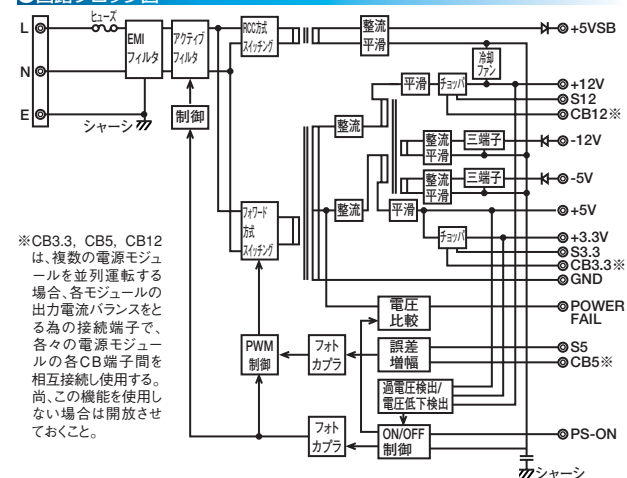 ●回路ブロック図
L
ヒューズ
N
E
EMI
フィルタ
アクティブ
フィルタ
シャーシ
制御
RCC方式
スイッチング
整流
平滑
+5VSB
冷却
ファン
平滑
チョッパ
+12V
S12
CB12※
整流
整流
平滑
三端子
-12V
整流
平滑
三端子
-5V
フォワード
方式
スイッチング
整流
平滑
+5V
チョッパ
+3.3V
S3.3
CB3.3※
GND
※CB3.3, CB5, CB12
は、複数の電源モジュ
ールを並列運転する
場合、各モジュールの
出力電流バランスをと
る為の接続端子で、
各々の電源モジュー
ルの各CB端子間を
相互接続し使用する。
尚、この機能を使用し
ない場合は開放させ
ておくこと。
電圧
比較
POWER
FAIL
PWM
制御
フォト
カプラ
誤差
増幅
S5
CB5※
過電圧検出/
電圧低下検出
フォト
カプラ
ON/OFF
制御
PS-ON
シャーシ